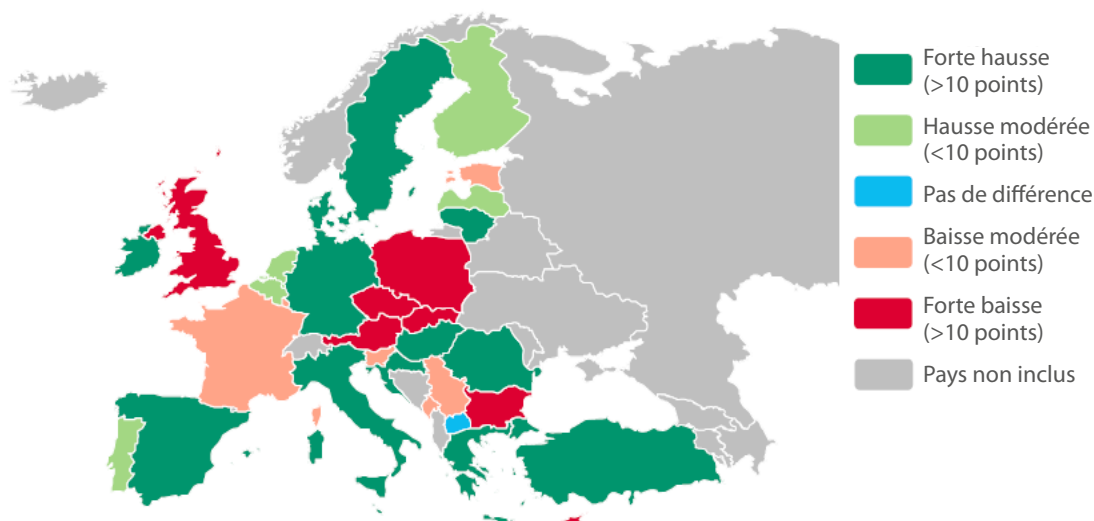 Forte hausse
(>10 points)
Hausse modérée
(<10 points)
Pas de différence
Baisse modérée
(<10 points)
Forte baisse
(>10 points)
Pays non inclus